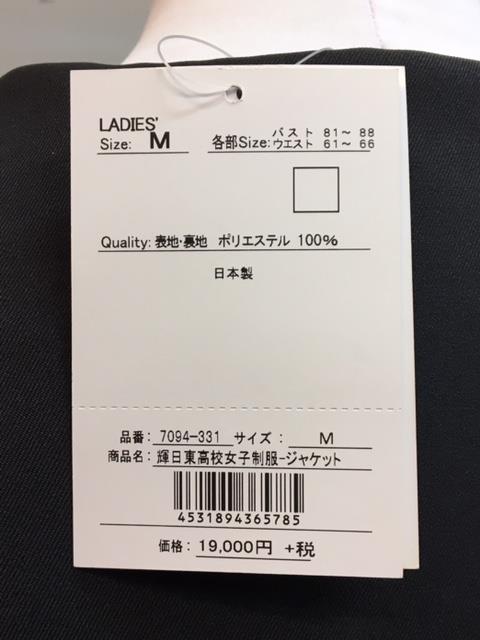 LADIES'
Size: M
各部Size: バスト 81～ 88
ウエスト 61～ 66
Quality: 表地・裏地 ポリエステル 100%
日本製
品番: 7094-331 サイズ: M
商品名: 輝日東高校女子制服-ジャケット
4531894365785
価格: 19,000円 +税